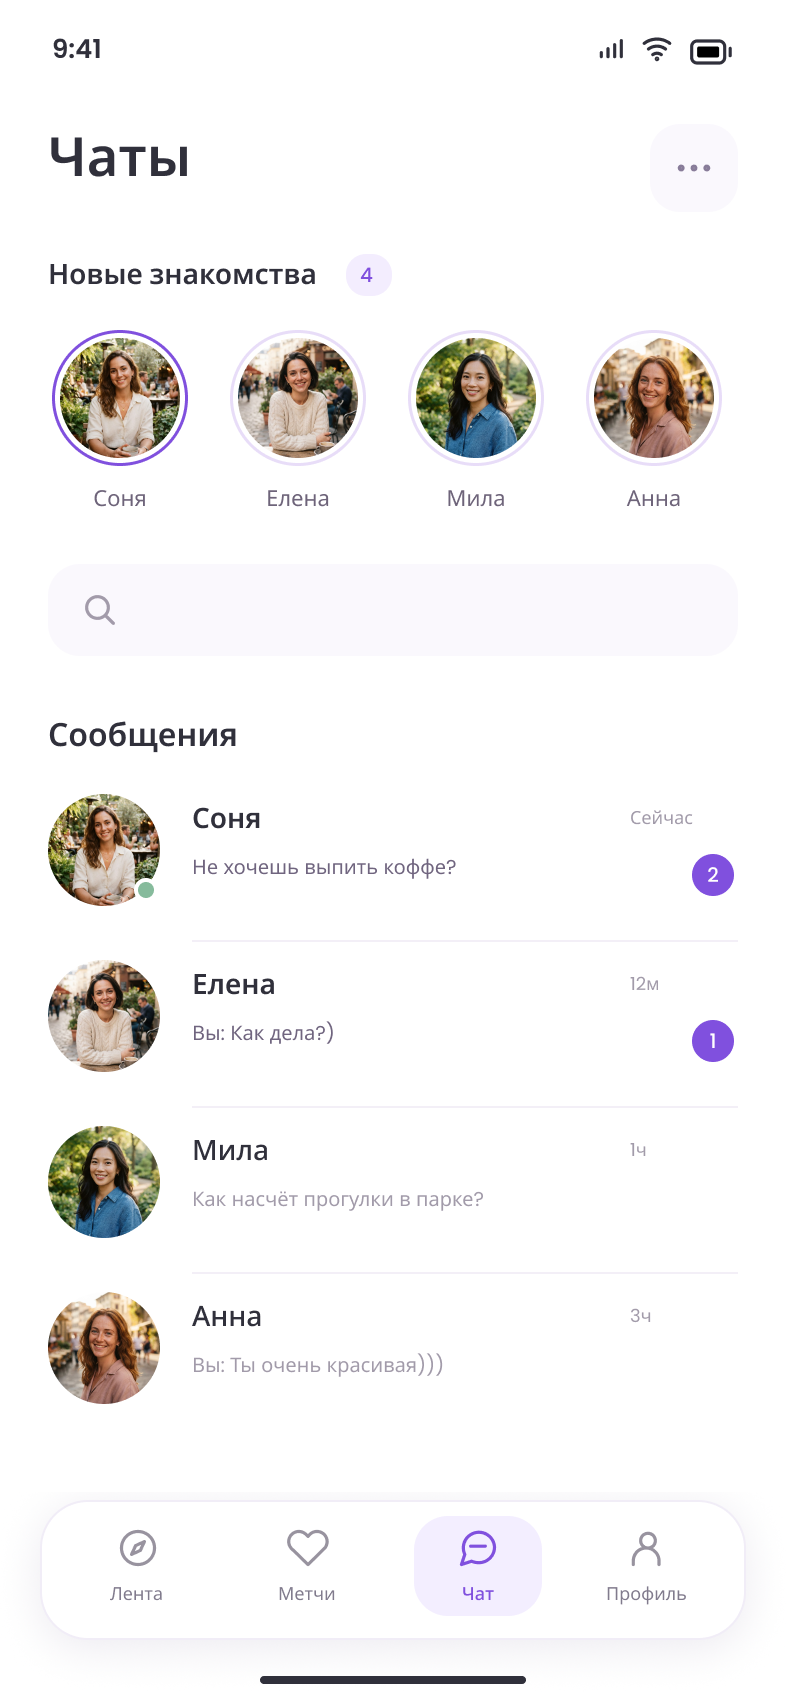 9:41
Чаты
Новые знакомства 4
Соня Елена Мила Анна
Сообщения
Соня Сейчас
Не хочешь выпить коффе? 2
Елена 12м
Вы: Как дела?) 1
Мила 1ч
Как насчёт прогулки в парке?
Анна 3ч
Вы: Ты очень красивая)))
Лента Метчи Чат Профиль